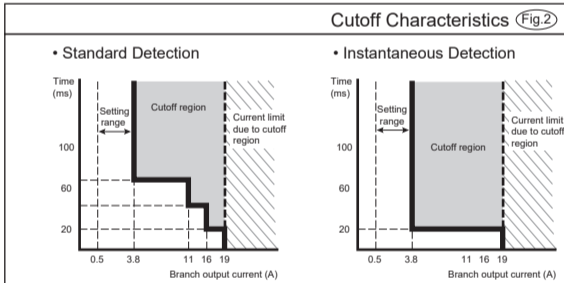 Cutoff Characteristics Fig.2
• Standard Detection
Time
(ms)
Setting
range
Cutoff region
Current limit
due to cutoff
region
100
60
20
0.5 3.8 11 16 19
Branch output current (A)
• Instantaneous Detection
Time
(ms)
Setting
range
Cutoff region
Current limit
due to cutoff
region
100
60
20
0.5 3.8 11 16 19
Branch output current (A)